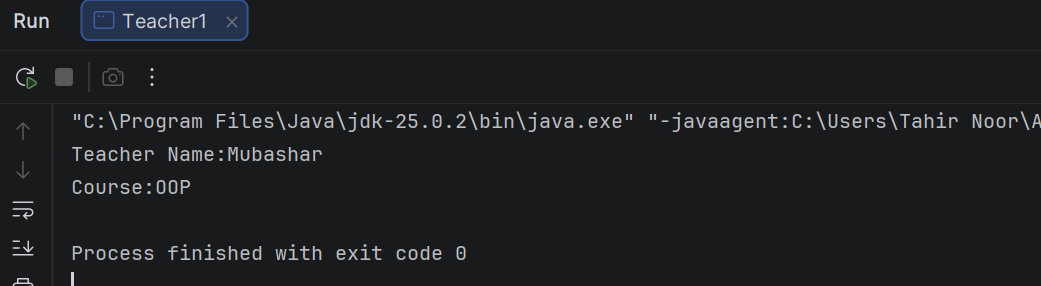 Run Teacher1
"C:\Program Files\Java\jdk-25.0.2\bin\java.exe" "-javaagent:C:\Users\Tahir Noor\A
Teacher Name:Mubashar
Course:OOP
Process finished with exit code 0